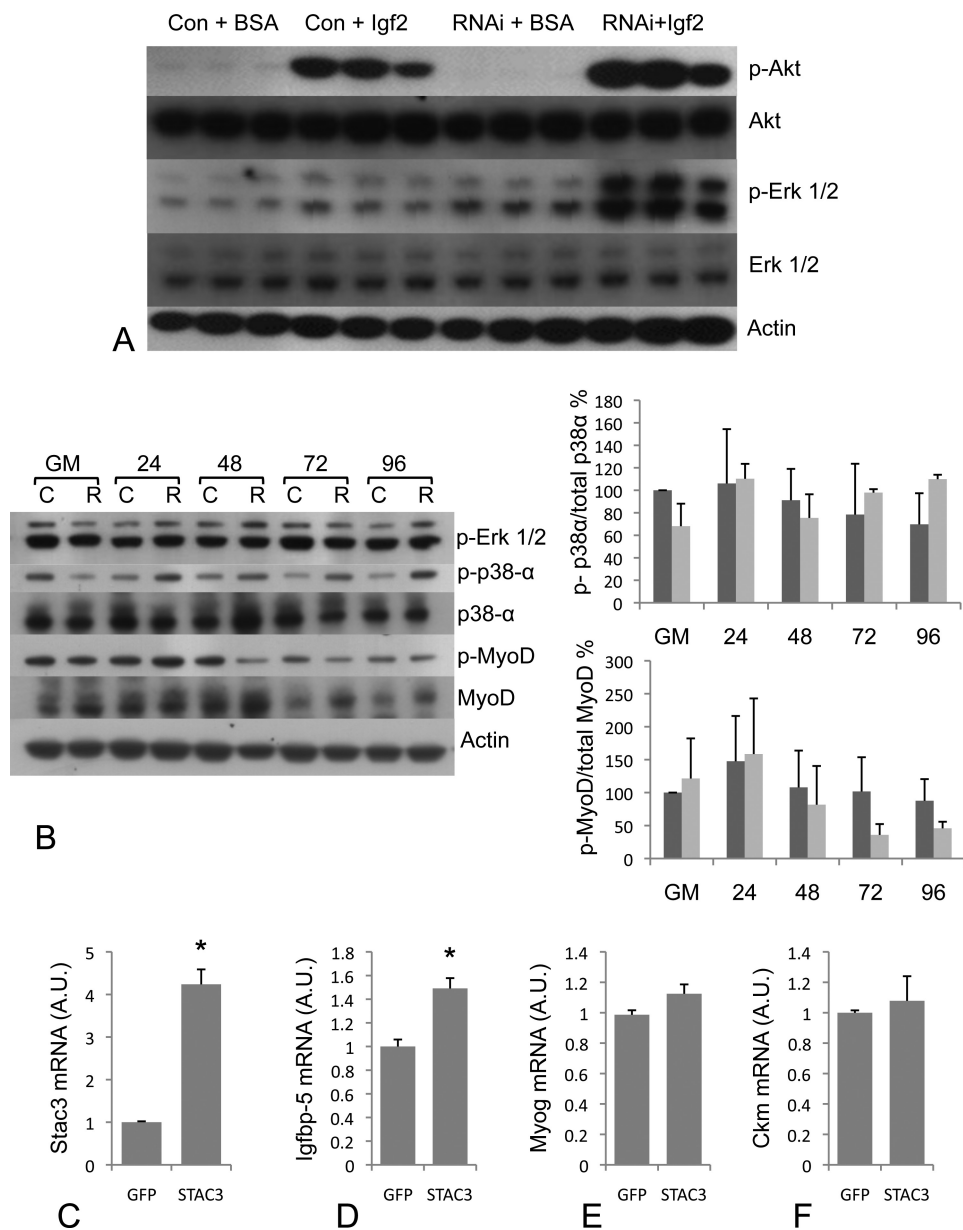 Con + BSA Con + Igf2 RNAi + BSA RNAi+Igf2
p-Akt
Akt
p-Erk 1/2
Erk 1/2
Actin
A
GM 24 48 72 96
C R C R C R C R C R
p-Erk 1/2
p-p38-α
p38-α
p-MyoD
MyoD
Actin
B
p- p38α/total p38α %
180
160
140
120
100
80
60
40
20
0
GM 24 48 72 96
p-MyoD/total MyoD %
300
250
200
150
100
50
0
GM 24 48 72 96
Stac3 mRNA (A.U.)
5
4
3
2
1
0
*
GFP STAC3
C
Igfbp-5 mRNA (A.U.)
1.8
1.6
1.4
1.2
1
0.8
0.6
0.4
0.2
0
*
GFP STAC3
D
Myog mRNA (A.U.)
1.4
1.2
1
0.8
0.6
0.4
0.2
0
GFP STAC3
E
Ckm mRNA (A.U.)
1.4
1.2
1
0.8
0.6
0.4
0.2
0
GFP STAC3
F